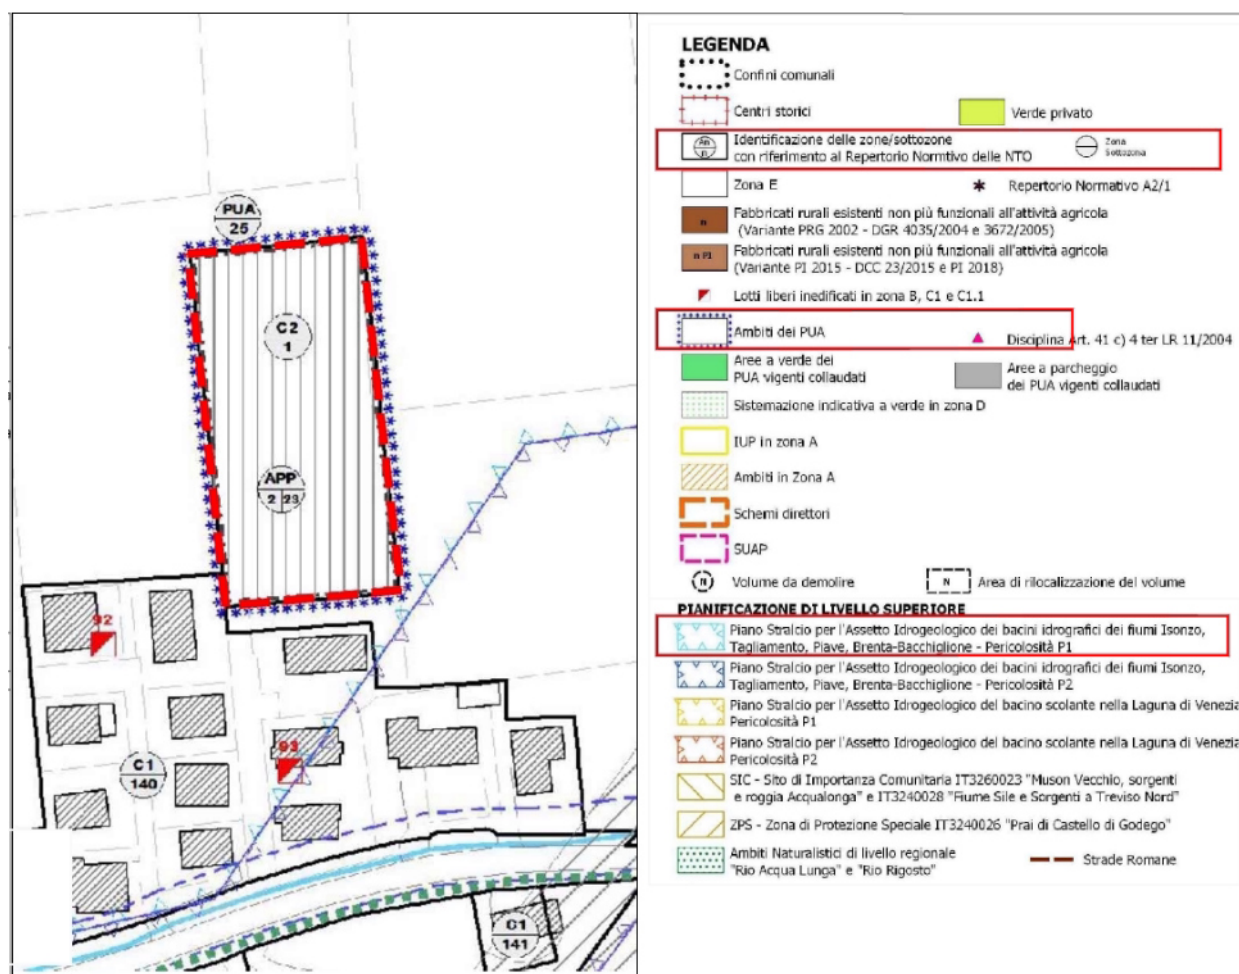 PUA
25
C2
1
APP
2 23
92
93
C1
140
C1
141
LEGENDA
Confini comunali
Centri storici
Verde privato
An
n
Identificazione delle zone/sottozone
con riferimento al Repertorio Normtivo delle NTO
Zona
Sottozona
Zona E
Repertorio Normativo A2/1
n
Fabbricati rurali esistenti non più funzionali all'attività agricola
(Variante PRG 2002 - DGR 4035/2004 e 3672/2005)
n PI
Fabbricati rurali esistenti non più funzionali all'attività agricola
(Variante PI 2015 - DCC 23/2015 e PI 2018)
Lotti liberi inedificati in zona B, C1 e C1.1
Ambiti dei PUA
Disciplina Art. 41 c) 4 ter LR 11/2004
Aree a verde dei
PUA vigenti collaudati
Aree a parcheggio
dei PUA vigenti collaudati
Sistemazione indicativa a verde in zona D
IUP in zona A
Ambiti in Zona A
Schemi direttori
SUAP
N
Volume da demolire
N
Area di rilocalizzazione del volume
PIANIFICAZIONE DI LIVELLO SUPERIORE
Piano Stralcio per l'Assetto Idrogeologico dei bacini idrografici dei fiumi Isonzo,
Tagliamento, Piave, Brenta-Bacchiglione - Pericolosità P1
Piano Stralcio per l'Assetto Idrogeologico dei bacini idrografici dei fiumi Isonzo,
Tagliamento, Piave, Brenta-Bacchiglione - Pericolosità P2
Piano Stralcio per l'Assetto Idrogeologico del bacino scolante nella Laguna di Venezia
Pericolosità P1
Piano Stralcio per l'Assetto Idrogeologico del bacino scolante nella Laguna di Venezia
Pericolosità P2
SIC - Sito di Importanza Comunitaria IT3260023 "Muson Vecchio, sorgenti
e roggia Acqualonga" e IT3240028 "Fiume Sile e Sorgenti a Treviso Nord"
ZPS - Zona di Protezione Speciale IT3240026 "Prai di Castello di Godego"
Ambiti Naturalistici di livello regionale
"Rio Acqua Lunga" e "Rio Rigosto"
Strade Romane